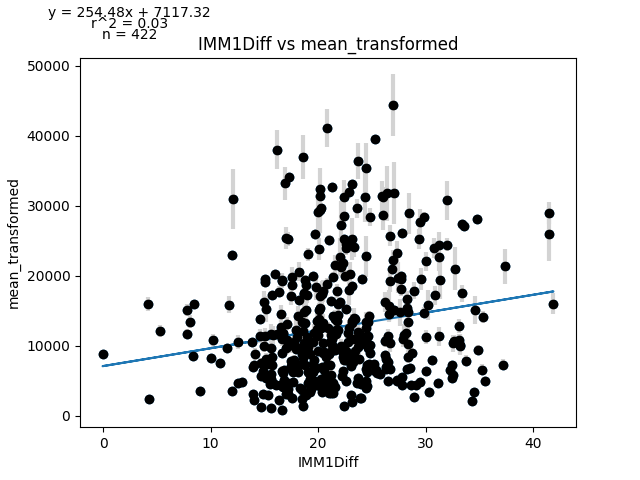 y = 254.48x + 7117.32
r^2 = 0.03
n = 422
IMM1Diff vs mean_transformed
50000
40000
30000
20000
10000
0
mean_transformed
0 10 20 30 40
IMM1Diff